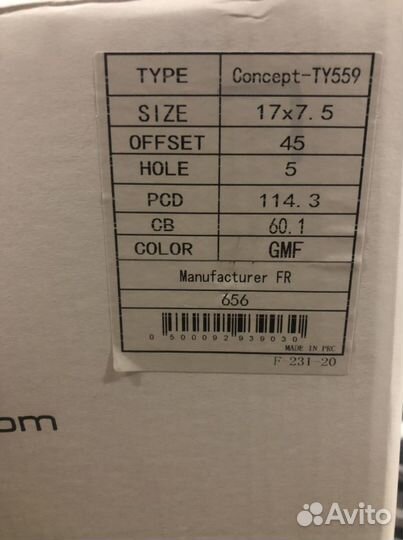 TYPE Concept-TY559
SIZE 17x7.5
OFFSET 45
HOLE 5
PCD 114.3
CB 60.1
COLOR GMF
Manufacturer FR
656
0 500092 939030
MADE IN PRC
F-231-20
om
Avito